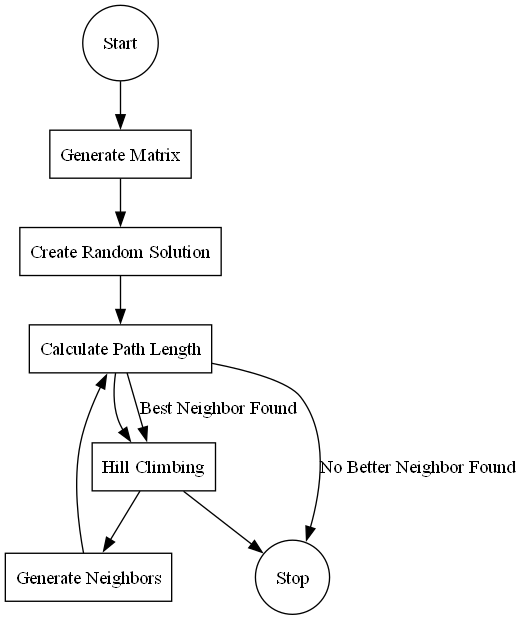 Start
Generate Matrix
Create Random Solution
Calculate Path Length
Best Neighbor Found
Hill Climbing
No Better Neighbor Found
Generate Neighbors
Stop